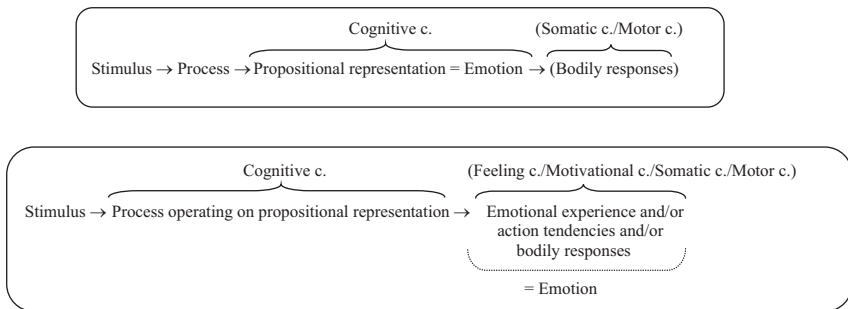 Cognitive c. (Somatic c./Motor c.)
Stimulus → Process → Propositional representation = Emotion → (Bodily responses)
Cognitive c. (Feeling c./Motivational c./Somatic c./Motor c.)
Stimulus → Process operating on propositional representation → Emotional experience and/or
action tendencies and/or
bodily responses
= Emotion